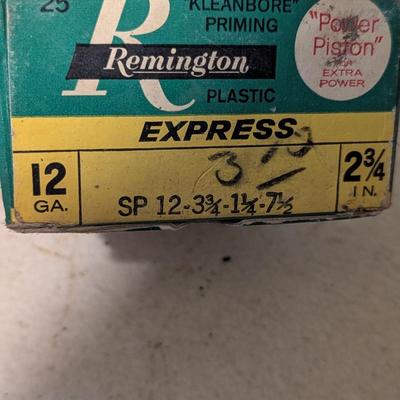 25
"KLEANBORE"
PRIMING
R
Remington
PLASTIC
"Power
Piston"
EXTRA
POWER
EXPRESS
12
GA.
SP 12-3¾-1¼-7½
2¾
IN.